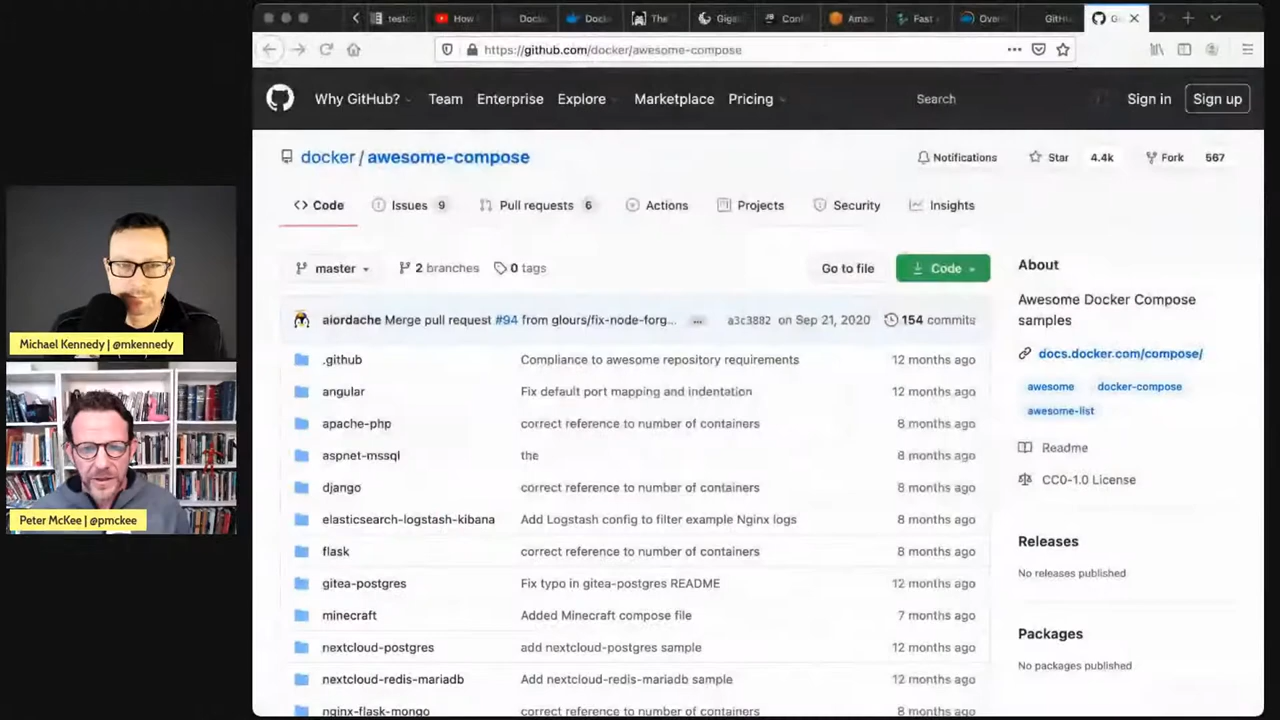 testc
How
Docke
Doc
The
Giga
Conf
Ama
Fast
Over
GitHu
G
https://github.com/docker/awesome-compose
Why GitHub?
Team
Enterprise
Explore
Marketplace
Pricing
Search
Sign in
Sign up
docker / awesome-compose
Notifications
Star
4.4k
Fork
567
Code
Issues 9
Pull requests 6
Actions
Projects
Security
Insights
master
2 branches
0 tags
Go to file
Code
About
Awesome Docker Compose
samples
docs.docker.com/compose/
awesome
docker-compose
awesome-list
Readme
CC0-1.0 License
Releases
No releases published
Packages
No packages published
aiordache Merge pull request #94 from glours/fix-node-forg... ... a3c3882 on Sep 21, 2020 154 commits
.github Compliance to awesome repository requirements 12 months ago
angular Fix default port mapping and indentation 12 months ago
apache-php correct reference to number of containers 8 months ago
aspnet-mssql the 8 months ago
django correct reference to number of containers 8 months ago
elasticsearch-logstash-kibana Add Logstash config to filter example Nginx logs 8 months ago
flask correct reference to number of containers 8 months ago
gitea-postgres Fix typo in gitea-postgres README 12 months ago
minecraft Added Minecraft compose file 7 months ago
nextcloud-postgres add nextcloud-postgres sample 12 months ago
nextcloud-redis-mariadb Add nextcloud-redis-mariadb sample 12 months ago
nginx-flask-mongo correct reference to number of containers 8 months ago
Michael Kennedy | @mkennedy
Peter McKee | @pmckee